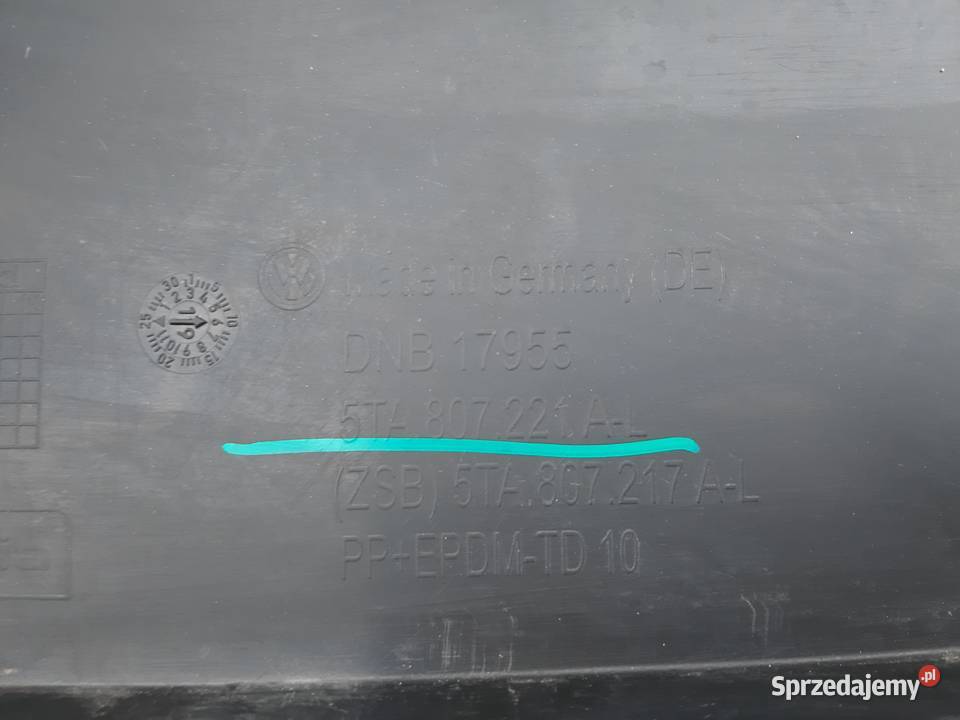 Made in Germany (DE)
DNB 17955
5TA.807.221.A-L
(ZSB) 5TA.807.217 A-L
PP+EPDM-TD 10
Sprzedajemy.pl